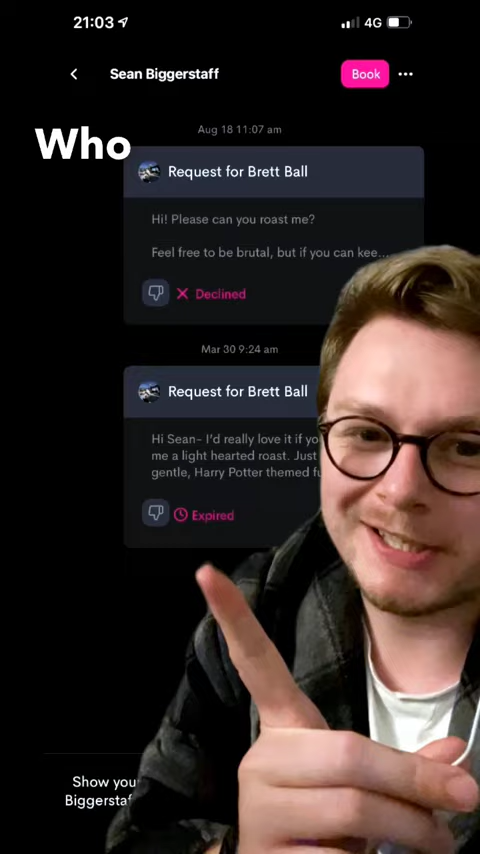 21:03
4G
Sean Biggerstaff
Book
Aug 18 11:07 am
Who
Request for Brett Ball
Hi! Please can you roast me?
Feel free to be brutal, but if you can kee...
Declined
Mar 30 9:24 am
Request for Brett Ball
Hi Sean- I'd really love it if yo
me a light hearted roast. Just
gentle, Harry Potter themed fu
Expired
Show you
Biggerstaf